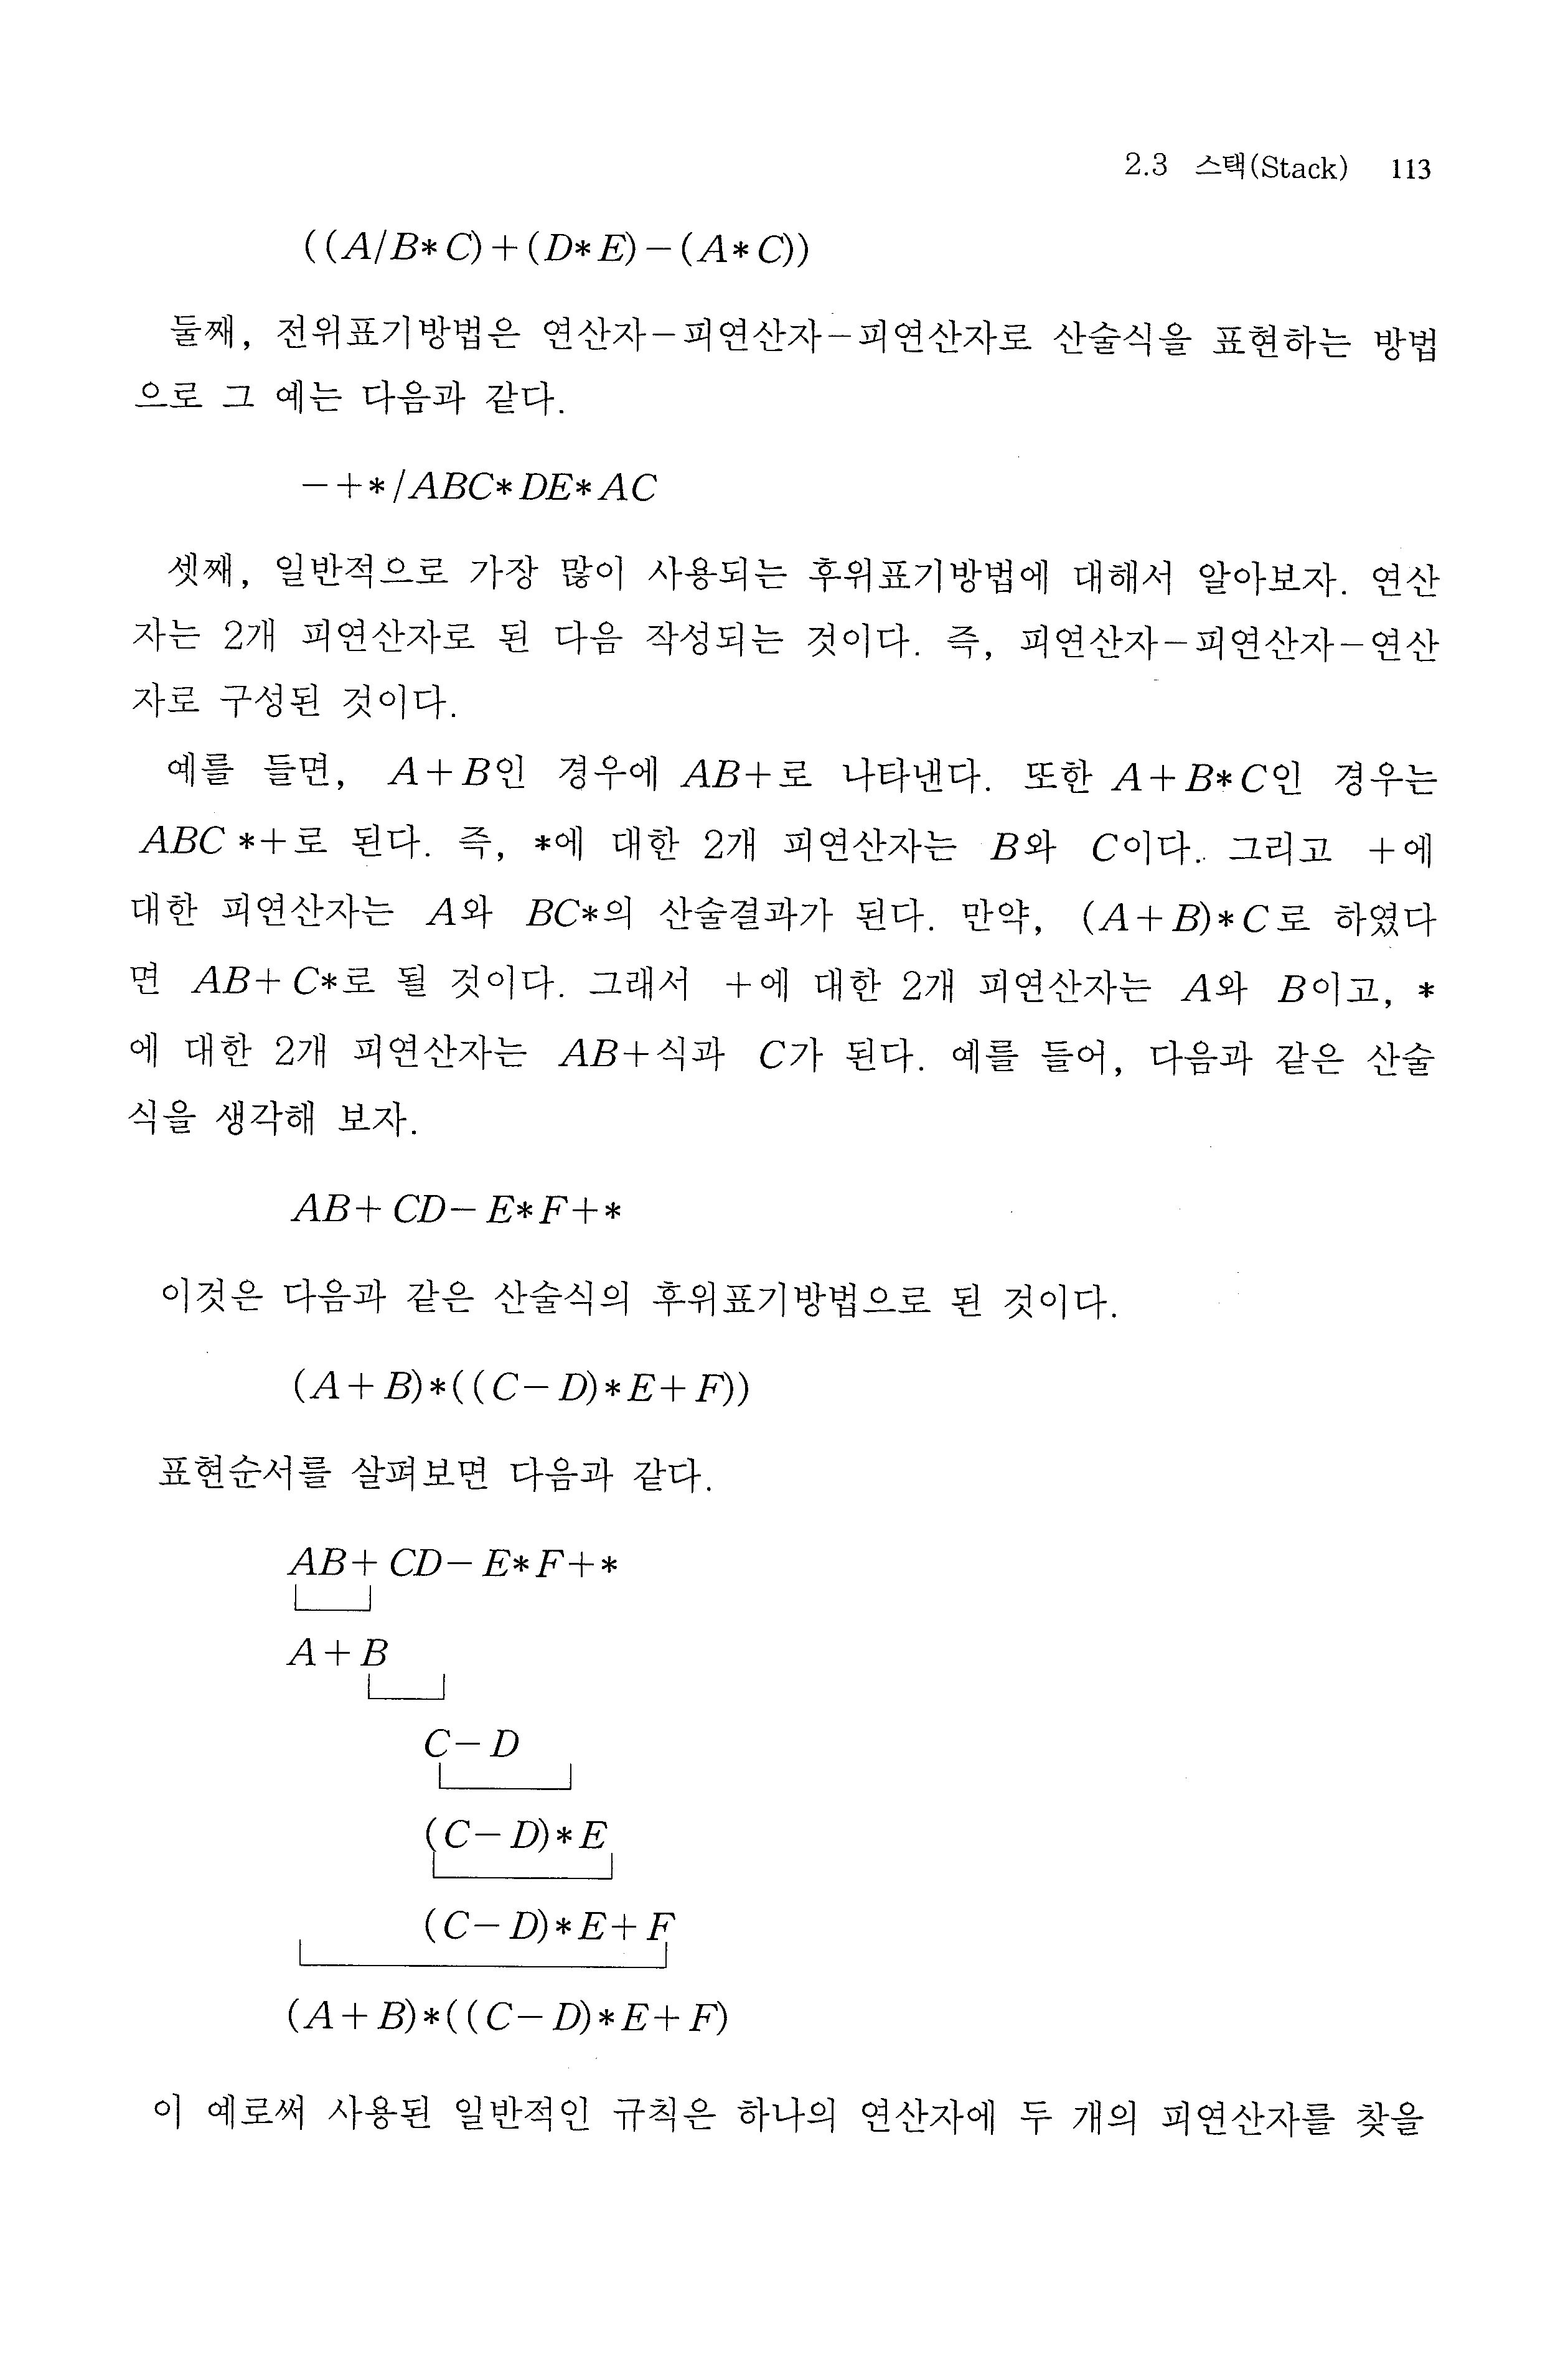 2.3 스택(Stack) 113
((A/B*C)+(D*E)-(A*C))
둘째, 전위표기방법은 연산자-피연산자-피연산자로 산술식을 표현하는 방법
으로 그 예는 다음과 같다.
-+*/ABC*DE*AC
셋째, 일반적으로 가장 많이 사용되는 후위표기방법에 대해서 알아보자. 연산
자는 2개 피연산자로 된 다음 작성되는 것이다. 즉, 피연산자-피연산자-연산
자로 구성된 것이다.
예를 들면, A+B인 경우에 AB+로 나타낸다. 또한 A+B*C인 경우는
ABC*+로 된다. 즉, *에 대한 2개 피연산자는 B와 C이다. 그리고 +에
대한 피연산자는 A와 BC*의 산술결과가 된다. 만약, (A+B)*C로 하였다
면 AB+C*로 될 것이다. 그래서 +에 대한 2개 피연산자는 A와 B이고, *
에 대한 2개 피연산자는 AB+식과 C가 된다. 예를 들어, 다음과 같은 산술
식을 생각해 보자.
AB+CD-E*F+*
이것은 다음과 같은 산술식의 후위표기방법으로 된 것이다.
(A+B)*((C-D)*E+F))
표현순서를 살펴보면 다음과 같다.
AB+CD-E*F+*
A+B
C-D
(C-D)*E
(C-D)*E+F
(A+B)*((C-D)*E+F)
이 예로써 사용된 일반적인 규칙은 하나의 연산자에 두 개의 피연산자를 찾을